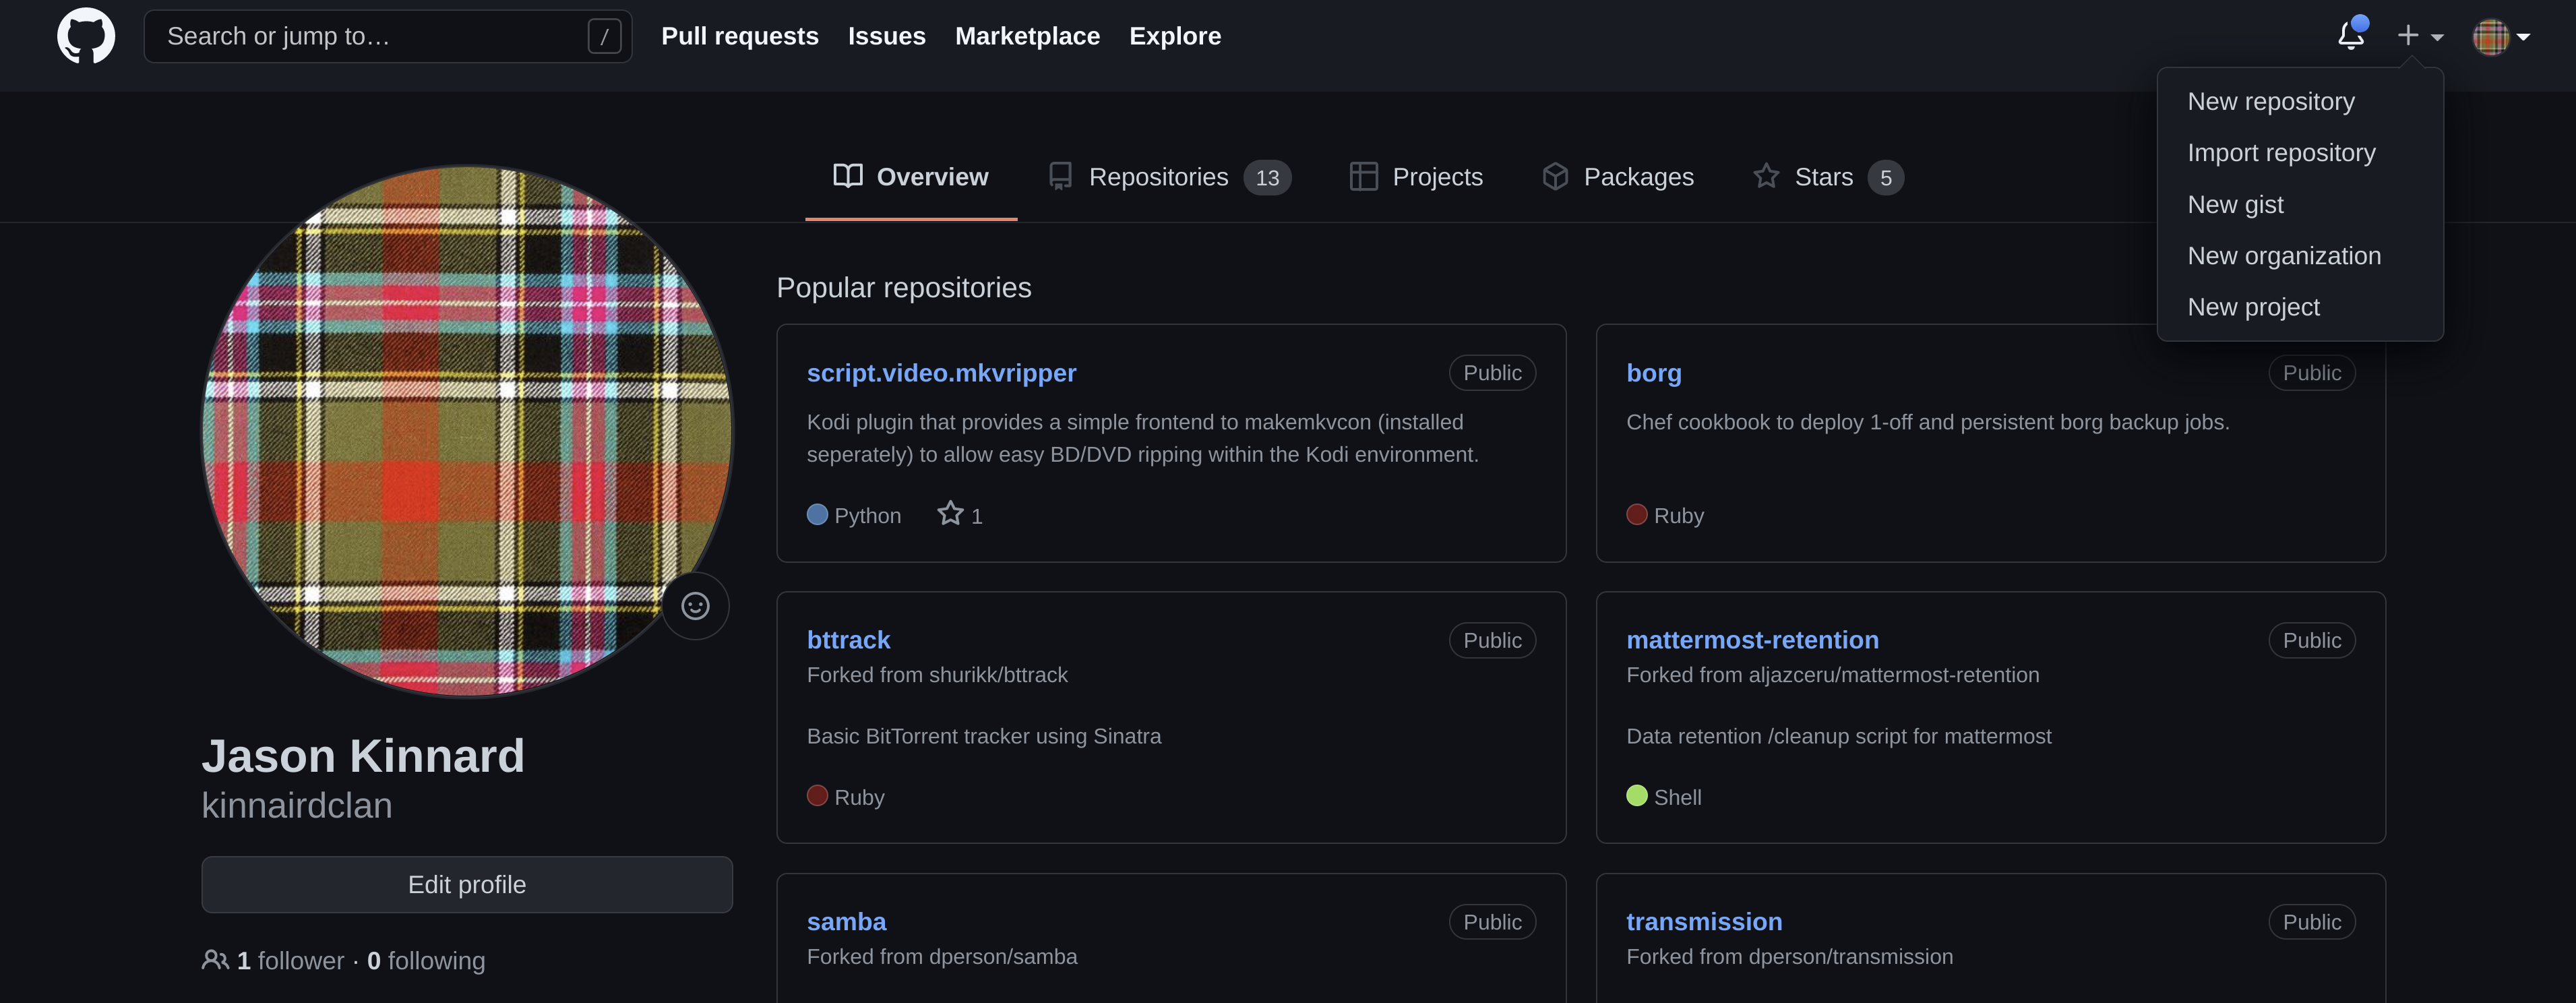 Search or jump to…
/
Pull requests
Issues
Marketplace
Explore
New repository
Import repository
New gist
New organization
New project
Overview
Repositories 13
Projects
Packages
Stars 5
Jason Kinnard
kinnairdclan
Edit profile
1 follower · 0 following
Popular repositories
script.video.mkvripper
Public
Kodi plugin that provides a simple frontend to makemkvcon (installed
seperately) to allow easy BD/DVD ripping within the Kodi environment.
Python 1
borg
Public
Chef cookbook to deploy 1-off and persistent borg backup jobs.
Ruby
bttrack
Public
Forked from shurikk/bttrack
Basic BitTorrent tracker using Sinatra
Ruby
mattermost-retention
Public
Forked from aljazceru/mattermost-retention
Data retention /cleanup script for mattermost
Shell
samba
Public
Forked from dperson/samba
transmission
Public
Forked from dperson/transmission